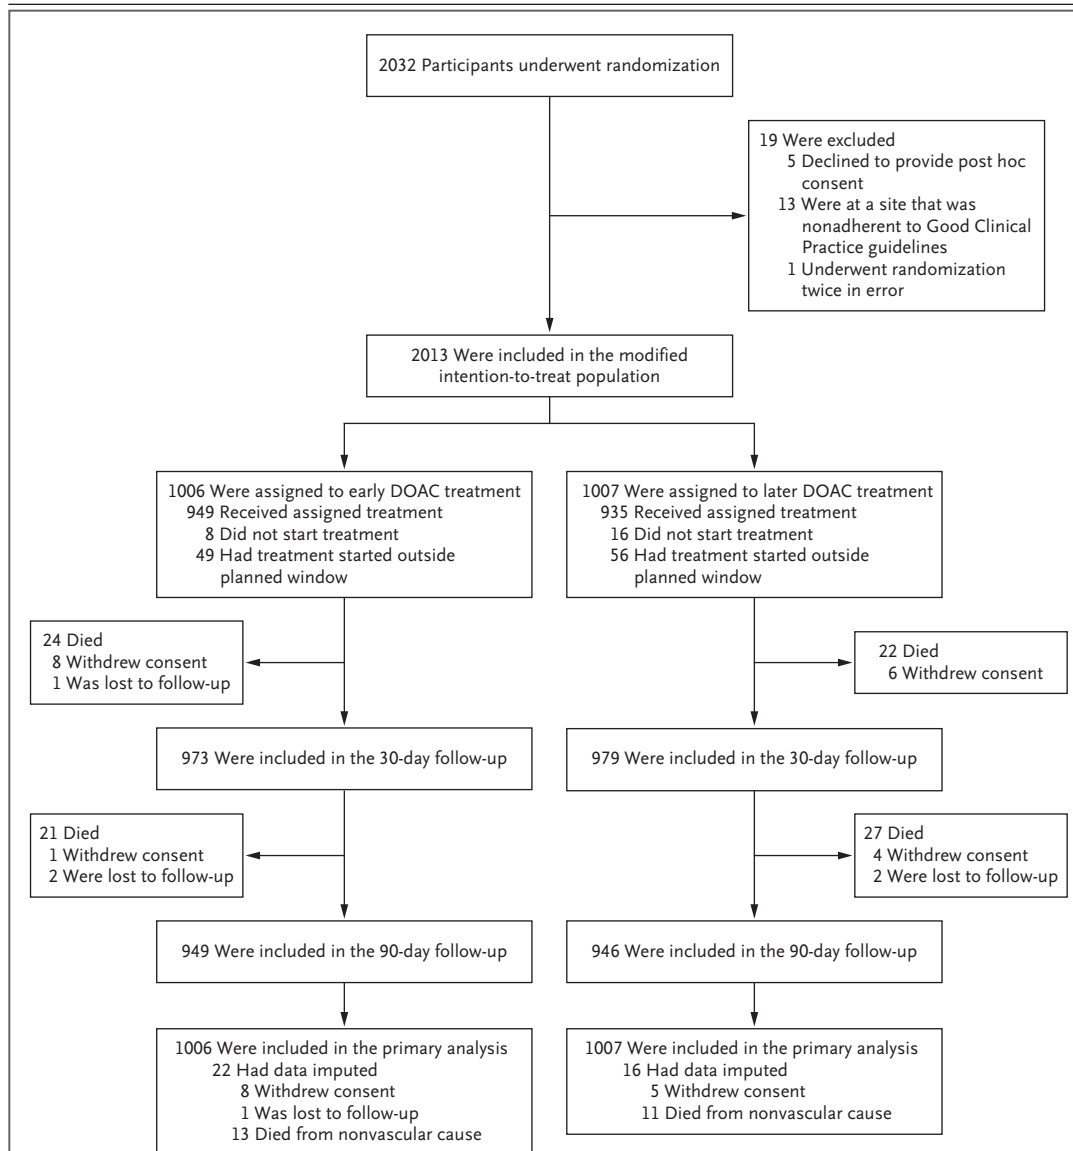 2032 Participants underwent randomization
19 Were excluded
5 Declined to provide post hoc
consent
13 Were at a site that was
nonadherent to Good Clinical
Practice guidelines
1 Underwent randomization
twice in error
2013 Were included in the modified
intention-to-treat population
1006 Were assigned to early DOAC treatment
949 Received assigned treatment
8 Did not start treatment
49 Had treatment started outside
planned window
1007 Were assigned to later DOAC treatment
935 Received assigned treatment
16 Did not start treatment
56 Had treatment started outside
planned window
24 Died
8 Withdrew consent
1 Was lost to follow-up
22 Died
6 Withdrew consent
973 Were included in the 30-day follow-up
979 Were included in the 30-day follow-up
21 Died
1 Withdrew consent
2 Were lost to follow-up
27 Died
4 Withdrew consent
2 Were lost to follow-up
949 Were included in the 90-day follow-up
946 Were included in the 90-day follow-up
1006 Were included in the primary analysis
22 Had data imputed
8 Withdrew consent
1 Was lost to follow-up
13 Died from nonvascular cause
1007 Were included in the primary analysis
16 Had data imputed
5 Withdrew consent
11 Died from nonvascular cause